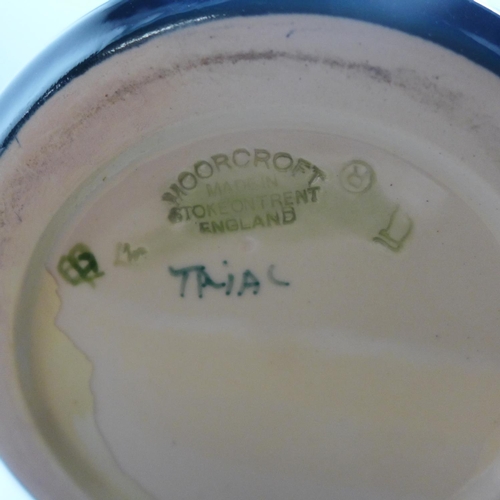 MOORCROFT ®
MADE IN
STOKE ON TRENT
ENGLAND
TRiAL